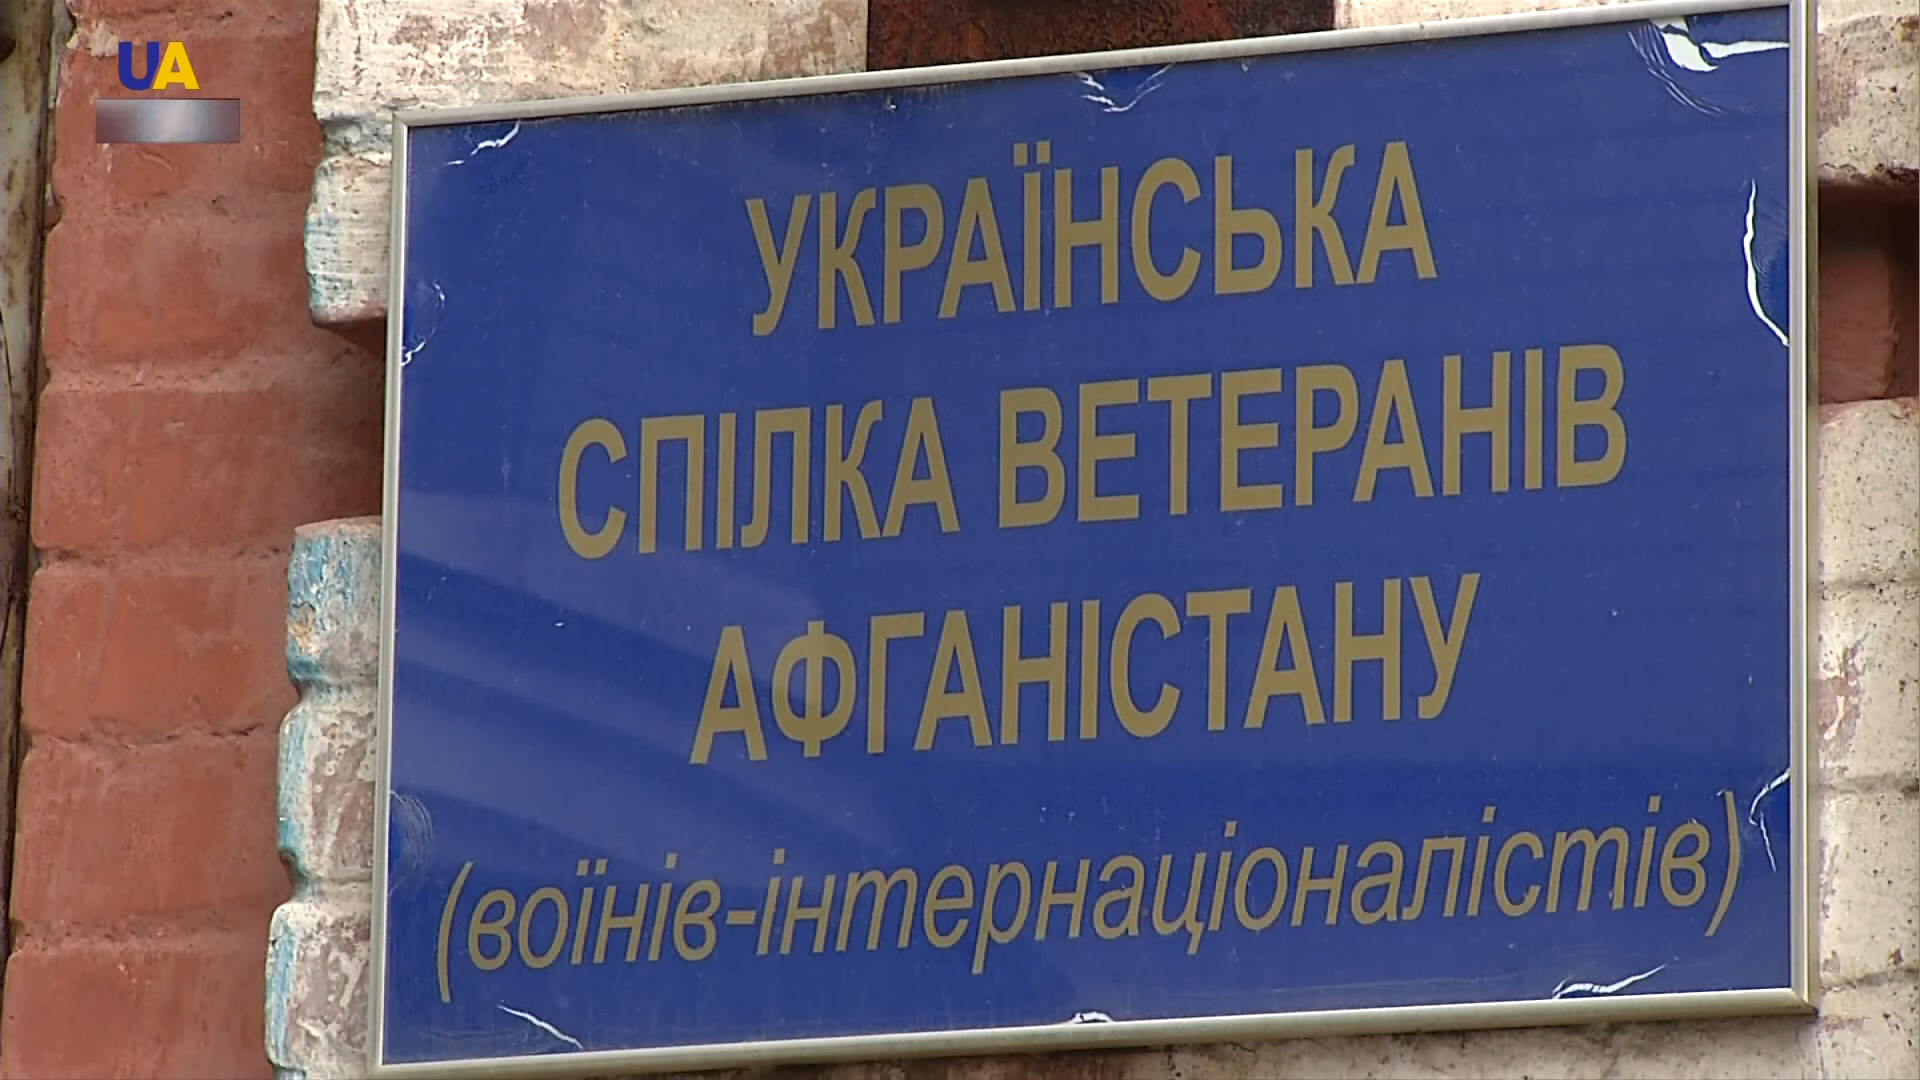 UA
УКРАЇНСЬКА
СПІЛКА ВЕТЕРАНІВ
АФГАНІСТАНУ
(воїнів-інтернаціоналістів)